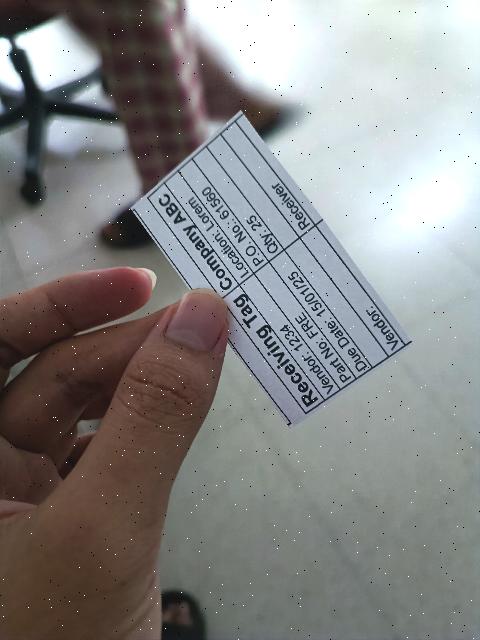 Receiving Tag Company ABC
Vendor: 1234 Location: Lorem
Part No: FRE P.O. No.: 61560
Due Date: 15/01/25 Qty: 25
Vendor: Receiver